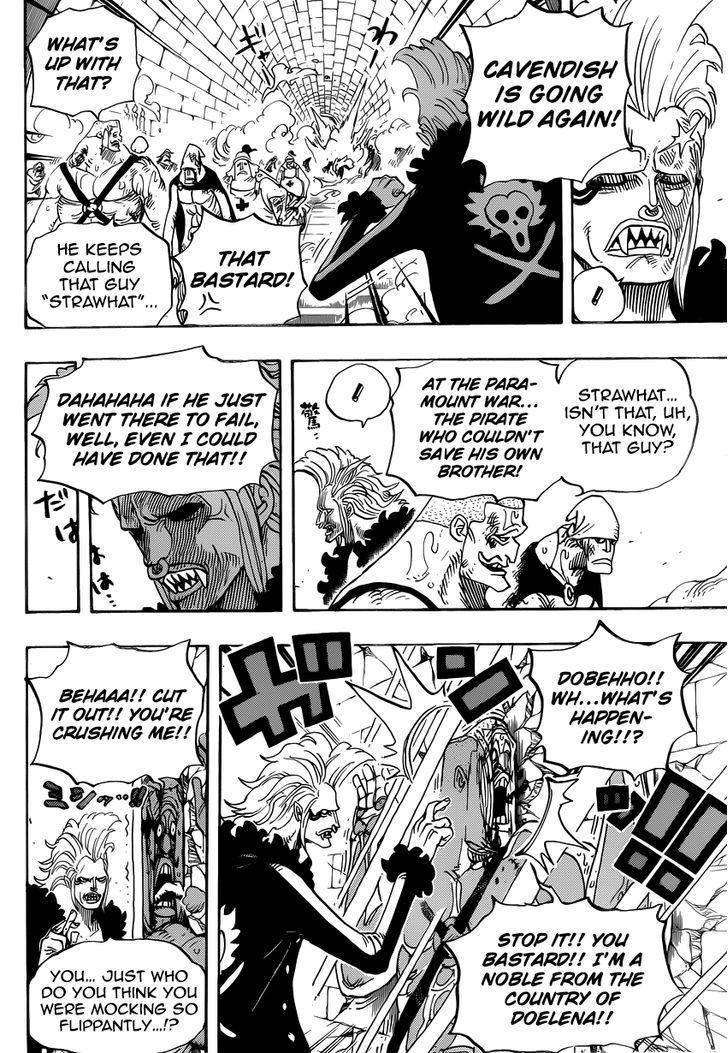 CAVENDISH
IS GOING
WILD AGAIN!
!
WHAT'S
UP WITH
THAT?
THAT
BASTARD!
HE KEEPS
CALLING
THAT GUY
"STRAWHAT"...
STRAWHAT...
ISN'T THAT, UH,
YOU KNOW,
THAT GUY?
AT THE PARA-
MOUNT WAR...
THE PIRATE
WHO COULDN'T
SAVE HIS OWN
BROTHER!
!
驚
DAHAHAHA IF HE JUST
WENT THERE TO FAIL,
WELL, EVEN I COULD
HAVE DONE THAT!!
DOBEHHO!!
WH...WHAT'S
HAPPEN-
ING!!?
STOP IT!! YOU
BASTARD!! I'M A
NOBLE FROM THE
COUNTRY OF
DOELENA!!
BEHAAA!! CUT
IT OUT!! YOU'RE
CRUSHING ME!!
YOU... JUST WHO
DO YOU THINK YOU
WERE MOCKING SO
FLIPPANTLY...!?